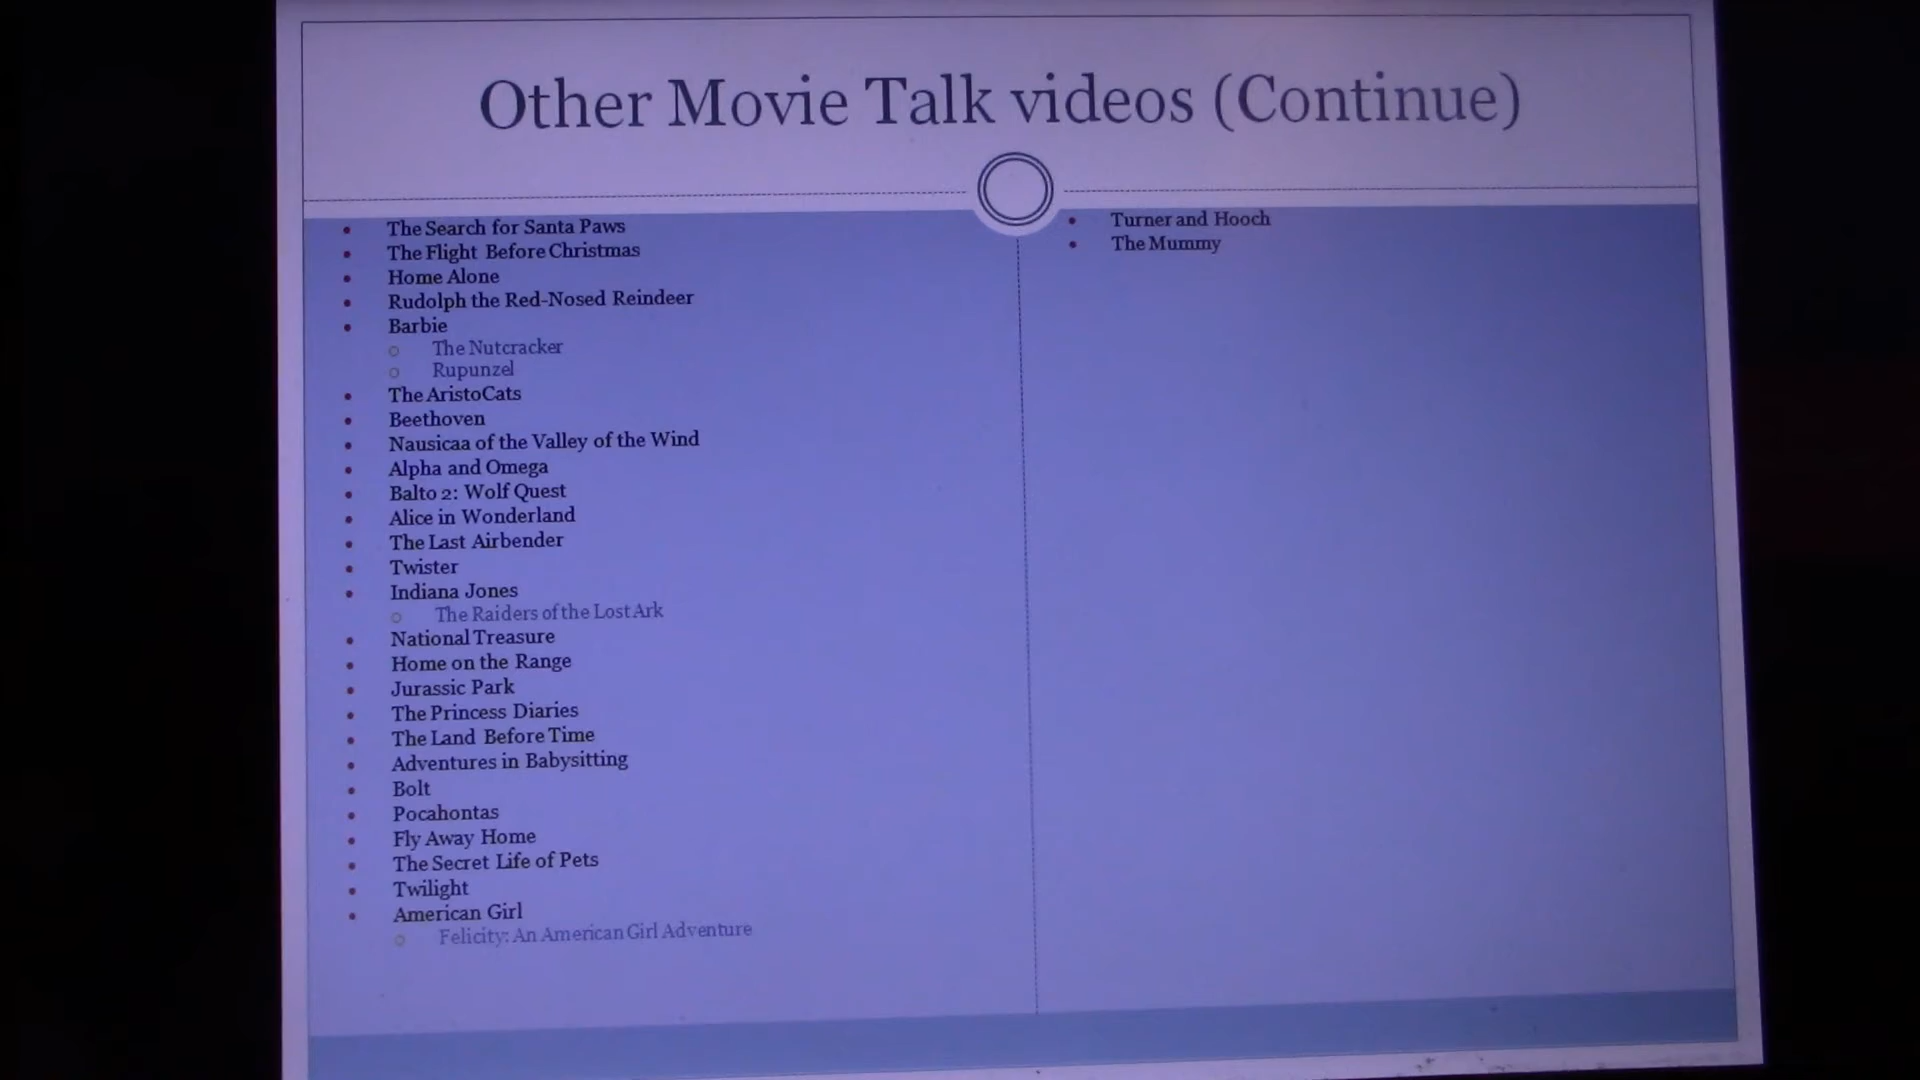 Other Movie Talk videos (Continue)
The Search for Santa Paws
The Flight Before Christmas
Home Alone
Rudolph the Red-Nosed Reindeer
Barbie
The Nutcracker
Rupunzel
The AristoCats
Beethoven
Nausicaa of the Valley of the Wind
Alpha and Omega
Balto 2: Wolf Quest
Alice in Wonderland
The Last Airbender
Twister
Indiana Jones
The Raiders of the Lost Ark
National Treasure
Home on the Range
Jurassic Park
The Princess Diaries
The Land Before Time
Adventures in Babysitting
Bolt
Pocahontas
Fly Away Home
The Secret Life of Pets
Twilight
American Girl
Felicity: An American Girl Adventure
Turner and Hooch
The Mummy